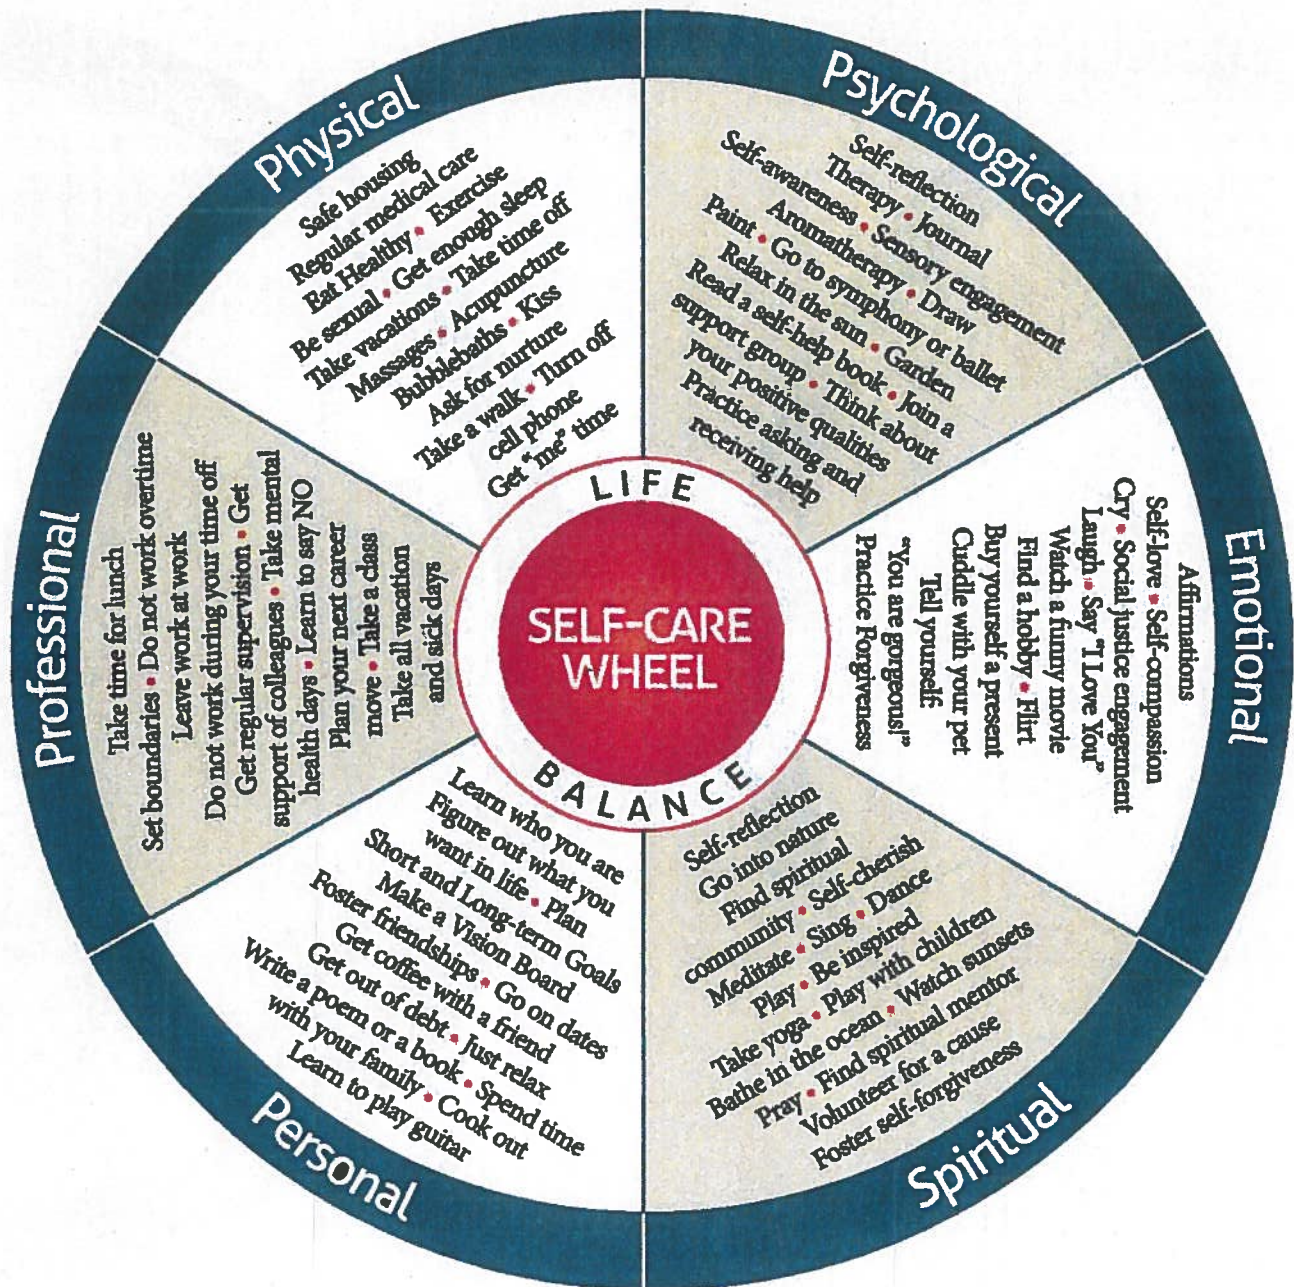 Physical
Safe housing
Regular medical care
Eat Healthy • Exercise
Be sexual • Get enough sleep
Take vacations • Take time off
Massages • Acupuncture
Bubblebaths • Kiss
Ask for nurture
Take a walk • Turn off
cell phone
Get “me” time
Psychological
Self-reflection
Therapy • Journal
Self-awareness • Sensory engagement
Aromatherapy • Draw
Paint • Go to symphony or ballet
Relax in the sun • Garden
Read a self-help book • Join a
support group • Think about
your positive qualities
Practice asking and
receiving help
Emotional
Affirmations
Self-love • Self-compassion
Cry • Social justice engagement
Laugh • Say “I Love You”
Watch a funny movie
Find a hobby • Flirt
Buy yourself a present
Cuddle with your pet
Tell yourself:
“You are gorgeous!”
Practice Forgiveness
Spiritual
Self-reflection
Go into nature
Find spiritual
community • Self-cherish
Meditate • Sing • Dance
Play • Be inspired
Take yoga • Play with children
Bathe in the ocean • Watch sunsets
Pray • Find spiritual mentor
Volunteer for a cause
Foster self-forgiveness
Personal
Learn who you are
Figure out what you
want in life • Plan
Short and Long-term Goals
Make a Vision Board
Foster friendships • Go on dates
Get coffee with a friend
Get out of debt • Just relax
Write a poem or a book • Spend time
with your family • Cook out
Learn to play guitar
Professional
Take time for lunch
Set boundaries • Do not work overtime
Leave work at work
Do not work during your time off
Get regular supervision • Get
support of colleagues • Take mental
health days • Learn to say NO
Plan your next career
move • Take a class
Take all vacation
and sick days
LIFE
SELF-CARE
WHEEL
BALANCE